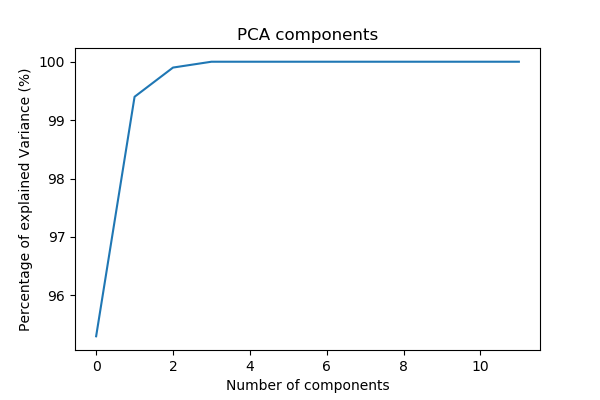 PCA components
Percentage of explained Variance (%)
100
99
98
97
96
0 2 4 6 8 10
Number of components